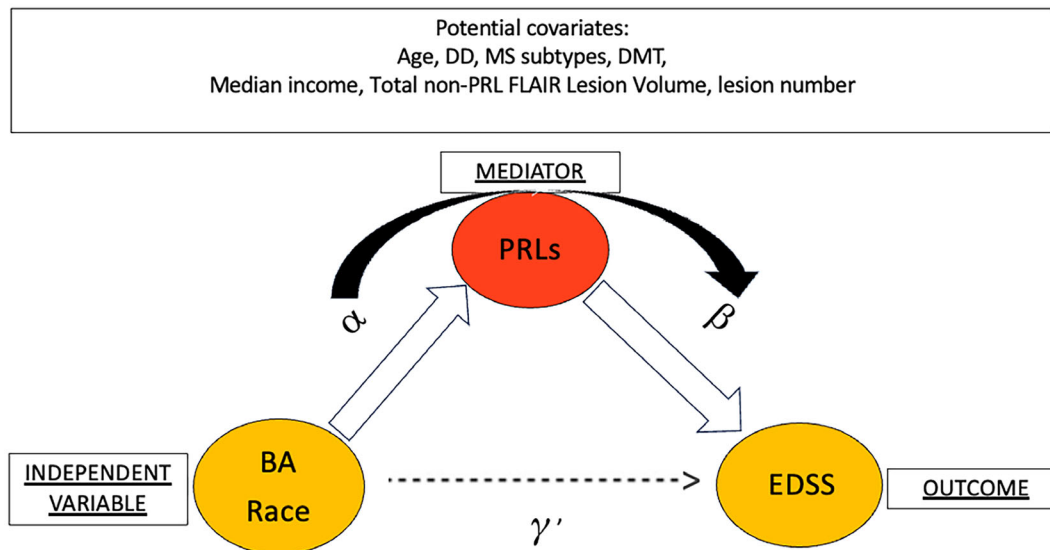 Potential covariates:
Age, DD, MS subtypes, DMT,
Median income, Total non-PRL FLAIR Lesion Volume, lesion number
MEDIATOR
PRLs
α
β
INDEPENDENT
VARIABLE
BA
Race
EDSS
OUTCOME
γ'